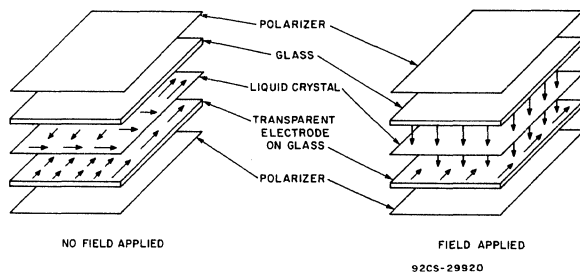 POLARIZER
GLASS
LIQUID CRYSTAL
TRANSPARENT
ELECTRODE
ON GLASS
POLARIZER
NO FIELD APPLIED
FIELD APPLIED
92CS-29920